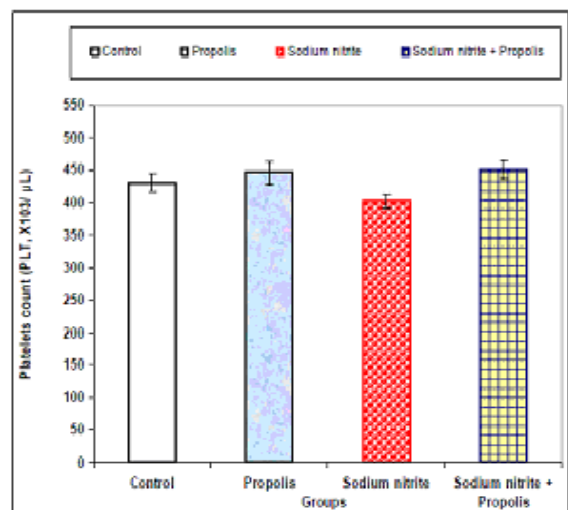 Control Propolis Sodium nitrite Sodium nitrite + Propolis
Platelets count (PLT, X103/ µL)
550
500
450
400
350
300
250
200
150
100
50
0
Control Propolis Sodium nitrite Sodium nitrite +
Propolis
Groups